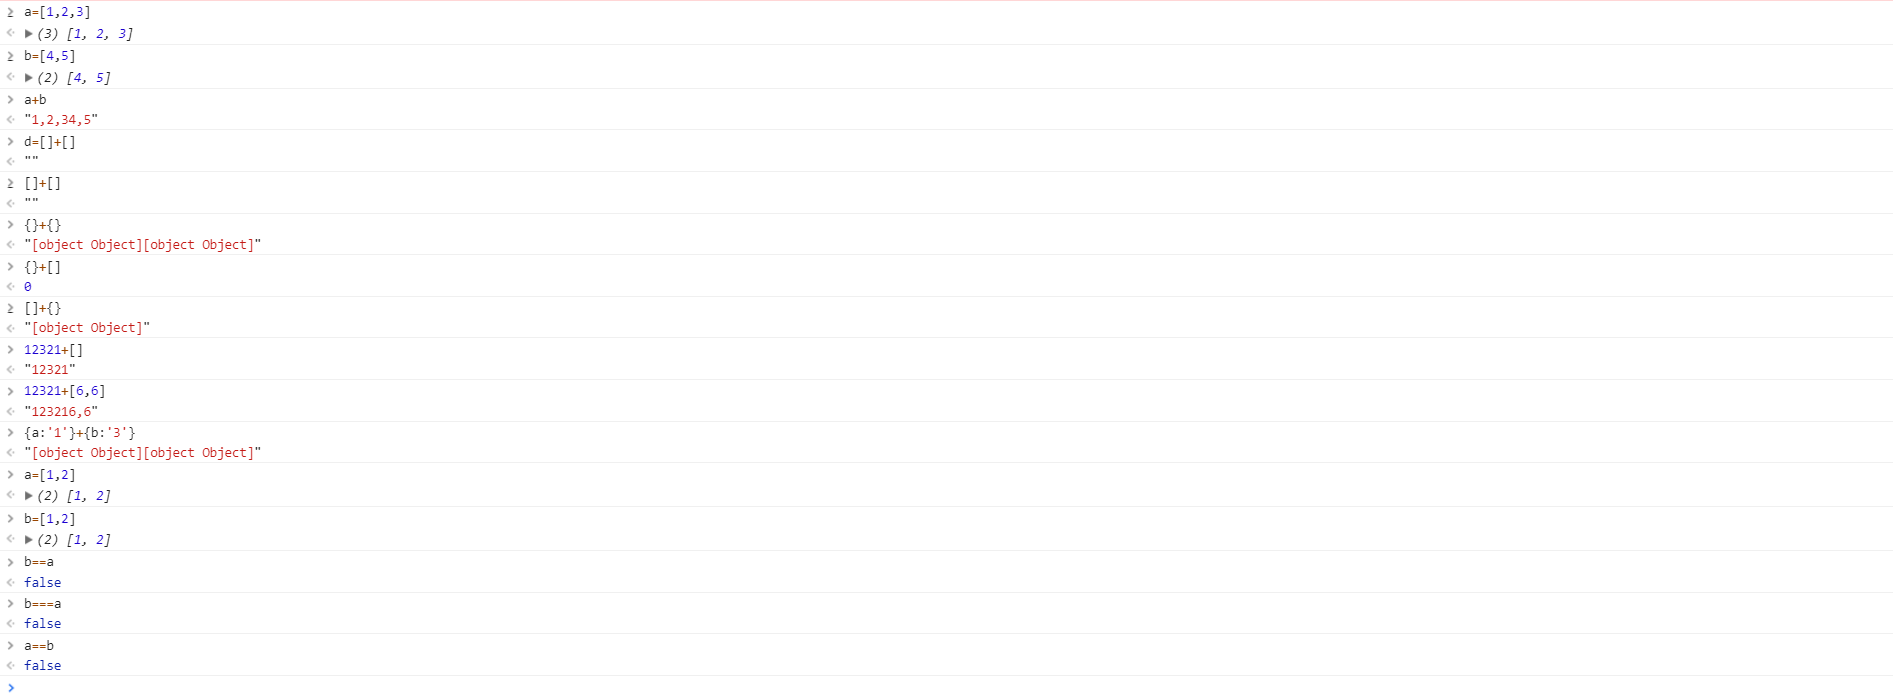 a=[1,2,3]
(3) [1, 2, 3]
b=[4,5]
(2) [4, 5]
a+b
"1,2,34,5"
d=[]+[]
""
[]+[]
""
{}+{}
"[object Object][object Object]"
{}+[]
0
[]+{}
"[object Object]"
12321+[]
"12321"
12321+[6,6]
"123216,6"
{a:'1'}+{b:'3'}
"[object Object][object Object]"
a=[1,2]
(2) [1, 2]
b=[1,2]
(2) [1, 2]
b==a
false
b===a
false
a==b
false